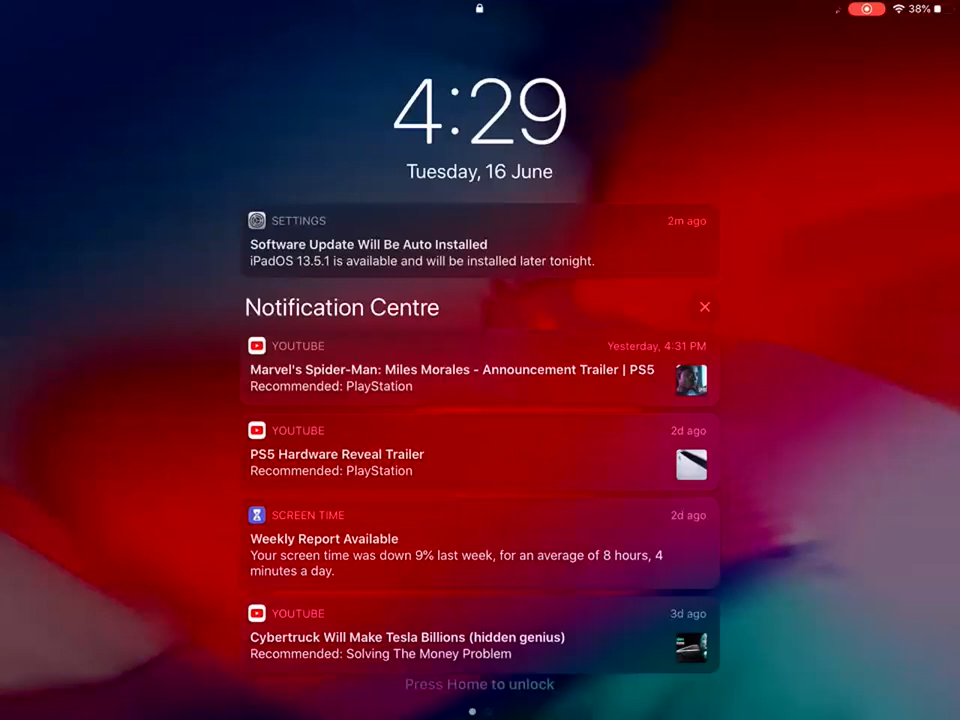 38%
4:29
Tuesday, 16 June
SETTINGS
2m ago
Software Update Will Be Auto Installed
iPadOS 13.5.1 is available and will be installed later tonight.
Notification Centre
YOUTUBE
Yesterday, 4:31 PM
Marvel's Spider-Man: Miles Morales - Announcement Trailer | PS5
Recommended: PlayStation
YOUTUBE
2d ago
PS5 Hardware Reveal Trailer
Recommended: PlayStation
SCREEN TIME
2d ago
Weekly Report Available
Your screen time was down 9% last week, for an average of 8 hours, 4
minutes a day.
YOUTUBE
3d ago
Cybertruck Will Make Tesla Billions (hidden genius)
Recommended: Solving The Money Problem
Press Home to unlock